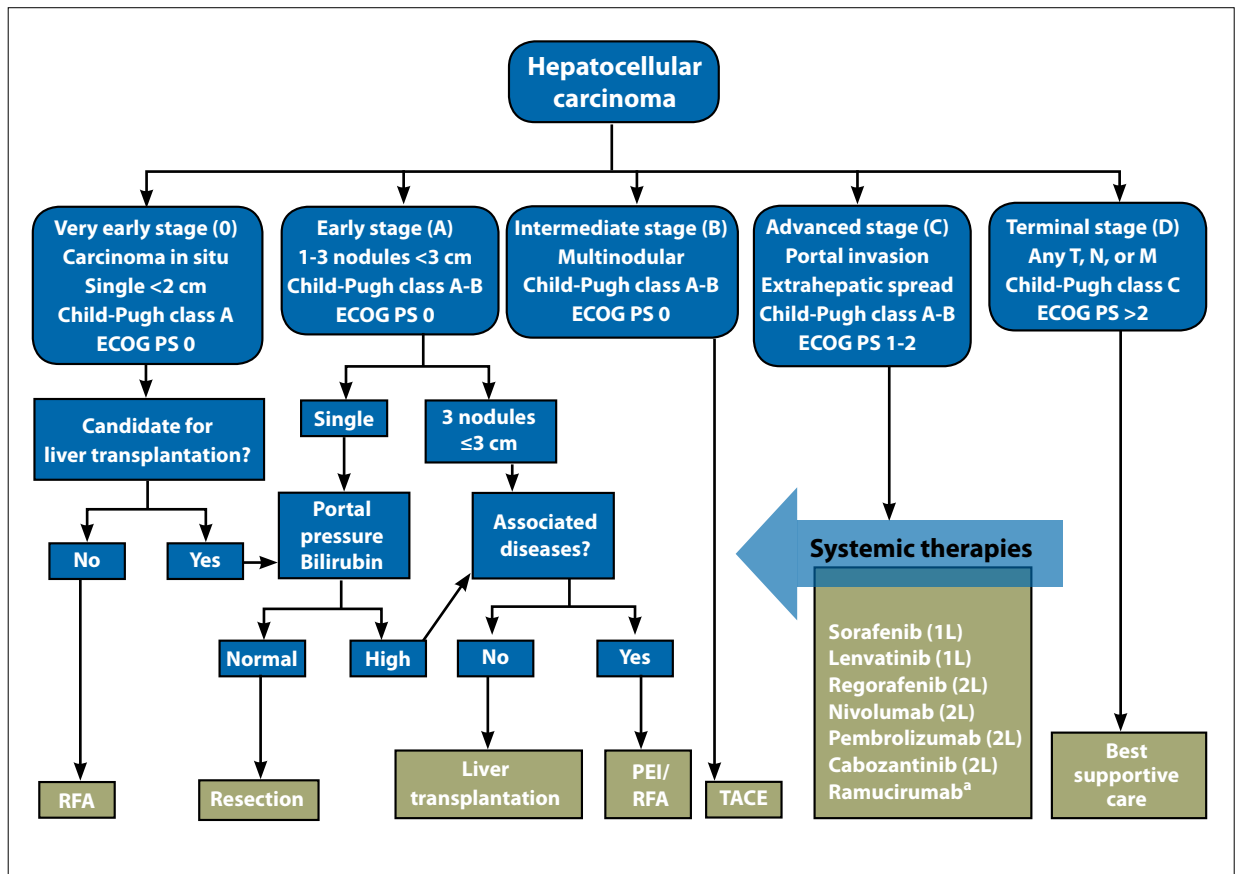 Hepatocellular
carcinoma
Very early stage (0)
Carcinoma in situ
Single <2 cm
Child-Pugh class A
ECOG PS 0
Early stage (A)
1-3 nodules <3 cm
Child-Pugh class A-B
ECOG PS 0
Intermediate stage (B)
Multinodular
Child-Pugh class A-B
ECOG PS 0
Advanced stage (C)
Portal invasion
Extrahepatic spread
Child-Pugh class A-B
ECOG PS 1-2
Terminal stage (D)
Any T, N, or M
Child-Pugh class C
ECOG PS >2
Candidate for
liver transplantation?
Single
3 nodules
≤3 cm
No
Yes
Portal
pressure
Bilirubin
Associated
diseases?
Normal
High
No
Yes
Systemic therapies
Sorafenib (1L)
Lenvatinib (1L)
Regorafenib (2L)
Nivolumab (2L)
Pembrolizumab (2L)
Cabozantinib (2L)
Ramucirumabᵃ
RFA
Resection
Liver
transplantation
PEI/
RFA
TACE
Best
supportive
care